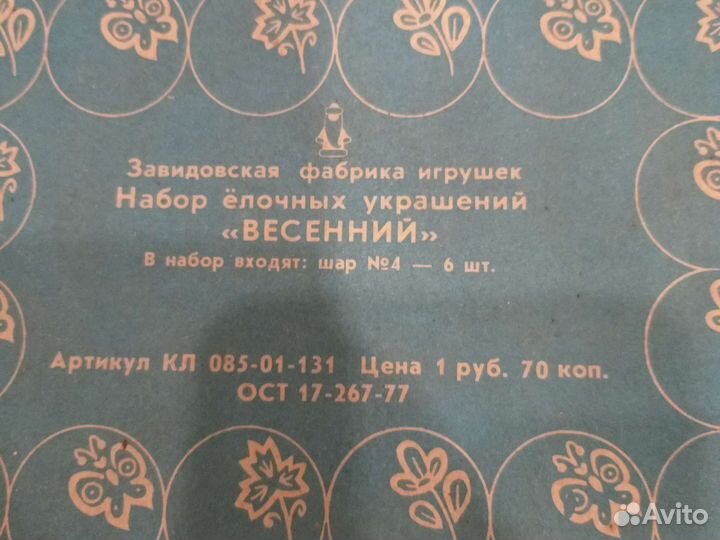 Завидовская фабрика игрушек
Набор ёлочных украшений
«ВЕСЕННИЙ»
В набор входят: шар №4 — 6 шт.
Артикул КЛ 085-01-131 Цена 1 руб. 70 коп.
ОСТ 17-267-77
Avito